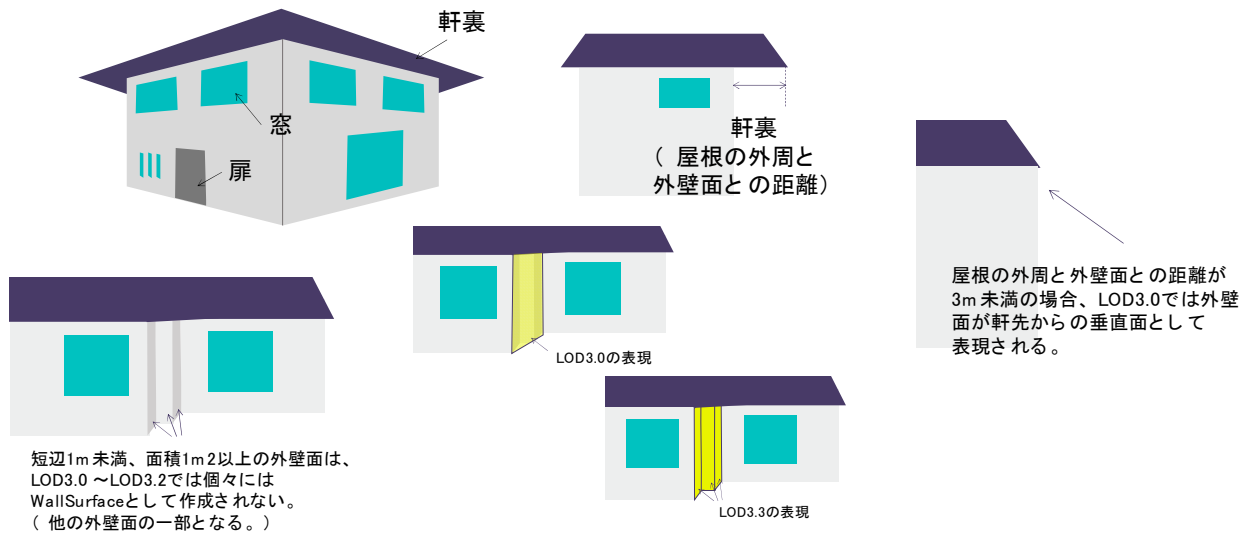 軒裏
窓
扉
軒裏
( 屋根の外周と
外壁面との距離)
屋根の外周と外壁面との距離が
3m未満の場合、LOD3.0では外壁
面が軒先からの垂直面として
表現される。
LOD3.0の表現
短辺1m未満、面積1m2以上の外壁面は、
LOD3.0 ～LOD3.2では個々には
WallSurfaceとして作成されない。
( 他の外壁面の一部となる。)
LOD3.3の表現